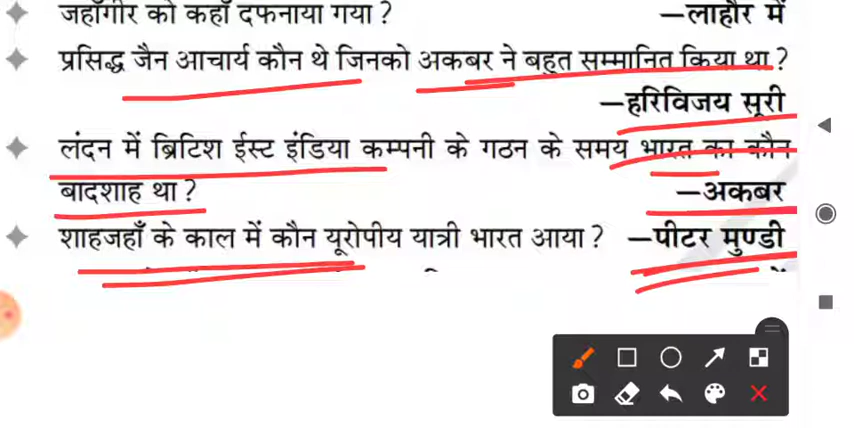 जहाँगीर को कहाँ दफनाया गया ? —लाहौर में
प्रसिद्ध जैन आचार्य कौन थे जिनको अकबर ने बहुत सम्मानित किया था ?
—हरिविजय सूरी
लंदन में ब्रिटिश ईस्ट इंडिया कम्पनी के गठन के समय भारत का कौन
बादशाह था ? —अकबर
शाहजहाँ के काल में कौन यूरोपीय यात्री भारत आया ? —पीटर मुण्डी